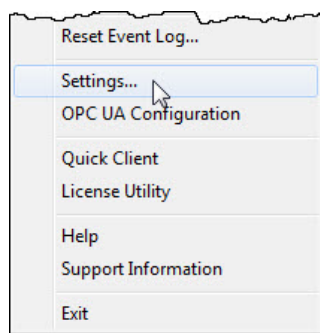 Reset Event Log...
Settings...
OPC UA Configuration
Quick Client
License Utility
Help
Support Information
Exit